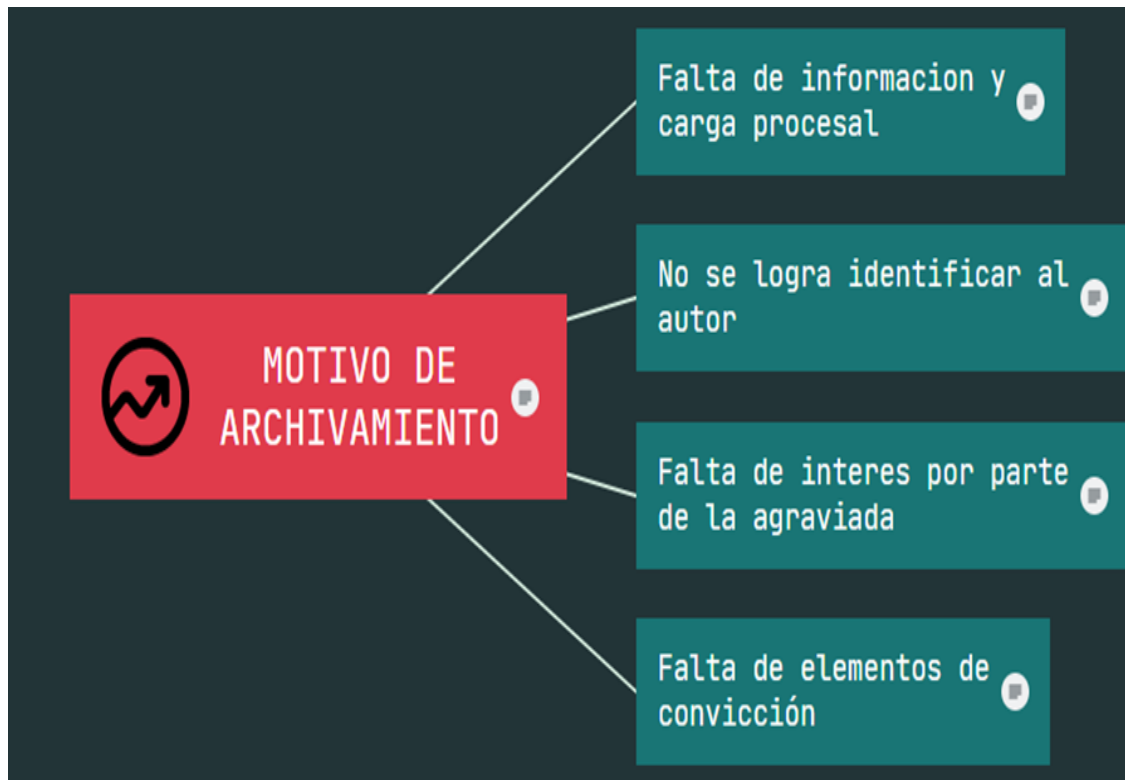 Falta de informacion y
carga procesal
No se logra identificar al
autor
MOTIVO DE
ARCHIVAMIENTO
Falta de interes por parte
de la agraviada
Falta de elementos de
convicción